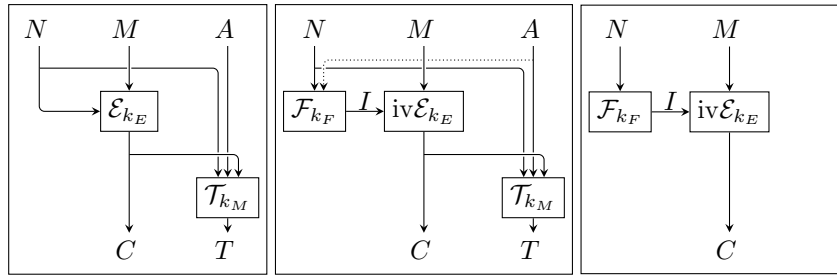 N M A N M A N M
𝓔_{k_E} 𝓕_{k_F} I iv𝓔_{k_E} 𝓕_{k_F} I iv𝓔_{k_E}
𝓣_{k_M} 𝓣_{k_M}
C T C T C